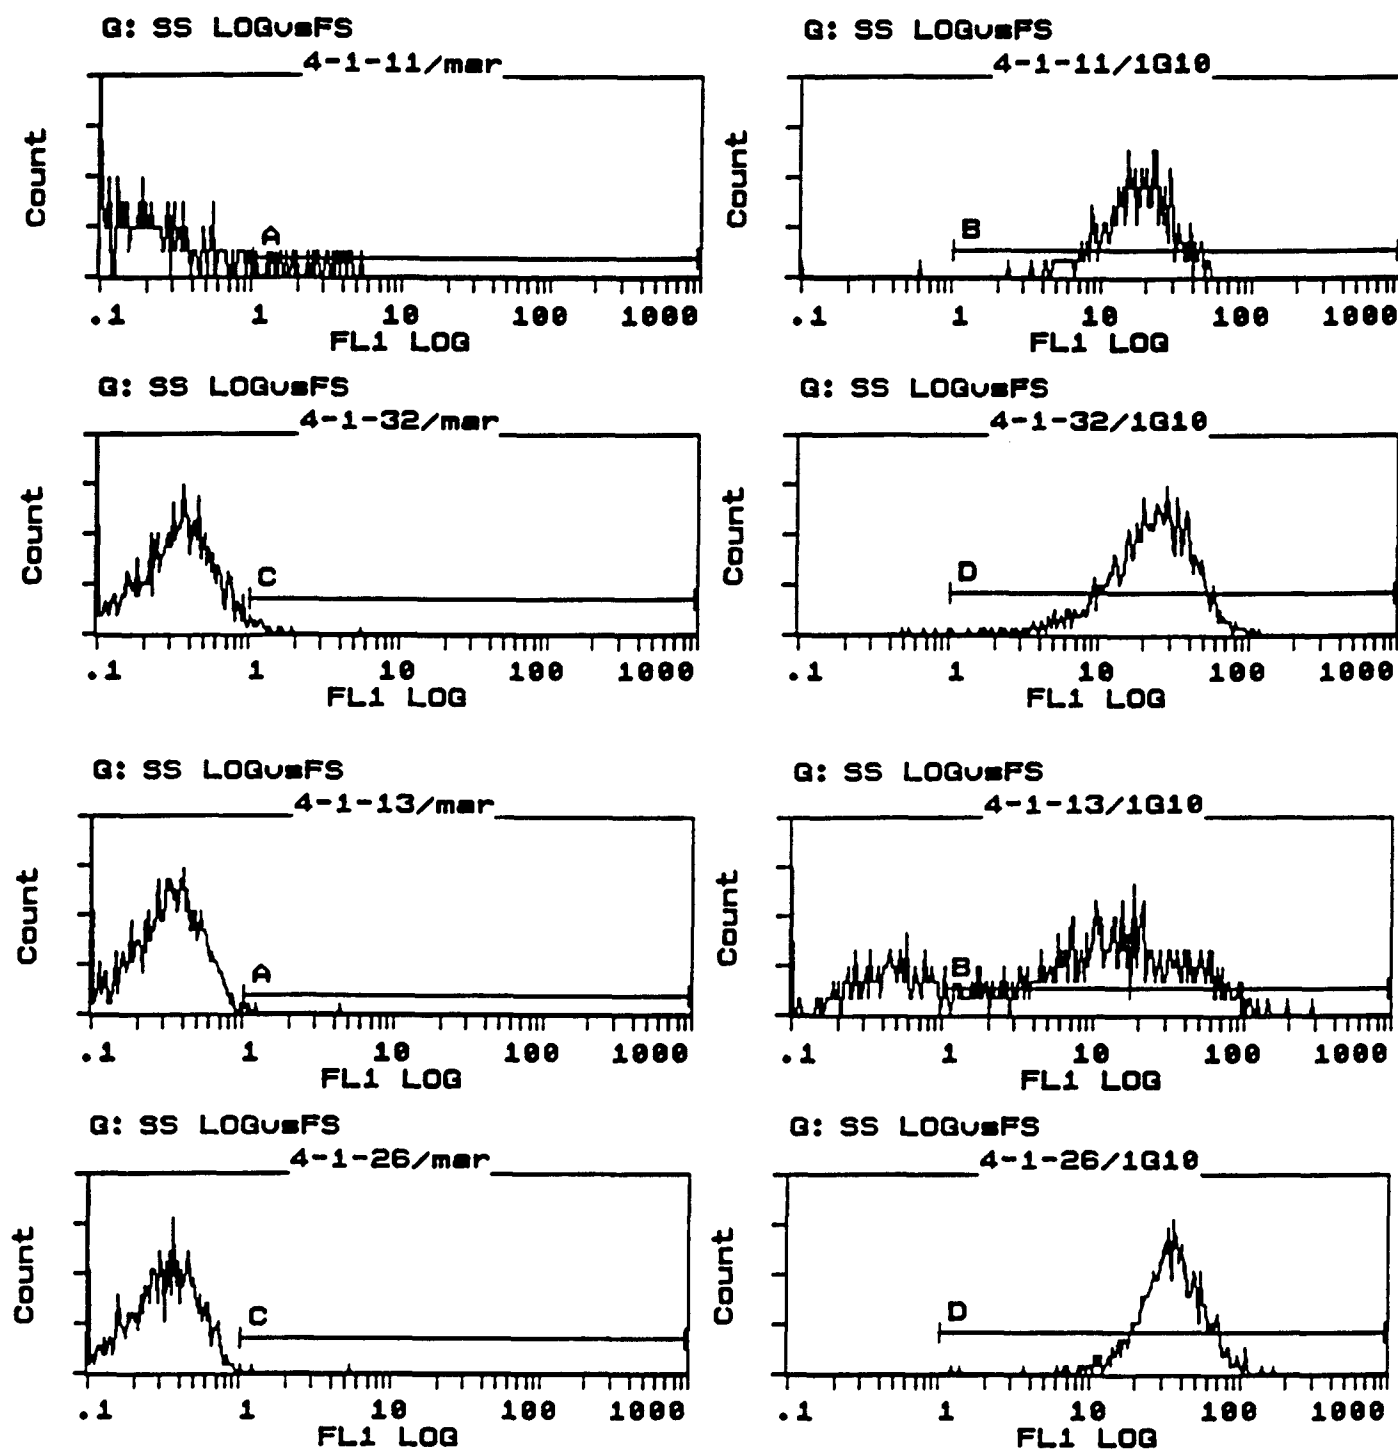 G: SS LOGvsFS
4-1-11/mar
Count
A
.1 1 10 100 1000
FL1 LOG
G: SS LOGvsFS
4-1-11/1G10
Count
B
.1 1 10 100 1000
FL1 LOG
G: SS LOGvsFS
4-1-32/mar
Count
C
.1 1 10 100 1000
FL1 LOG
G: SS LOGvsFS
4-1-32/1G10
Count
D
.1 1 10 100 1000
FL1 LOG
G: SS LOGvsFS
4-1-13/mar
Count
A
.1 1 10 100 1000
FL1 LOG
G: SS LOGvsFS
4-1-13/1G10
Count
B
.1 1 10 100 1000
FL1 LOG
G: SS LOGvsFS
4-1-26/mar
Count
C
.1 1 10 100 1000
FL1 LOG
G: SS LOGvsFS
4-1-26/1G10
Count
D
.1 1 10 100 1000
FL1 LOG